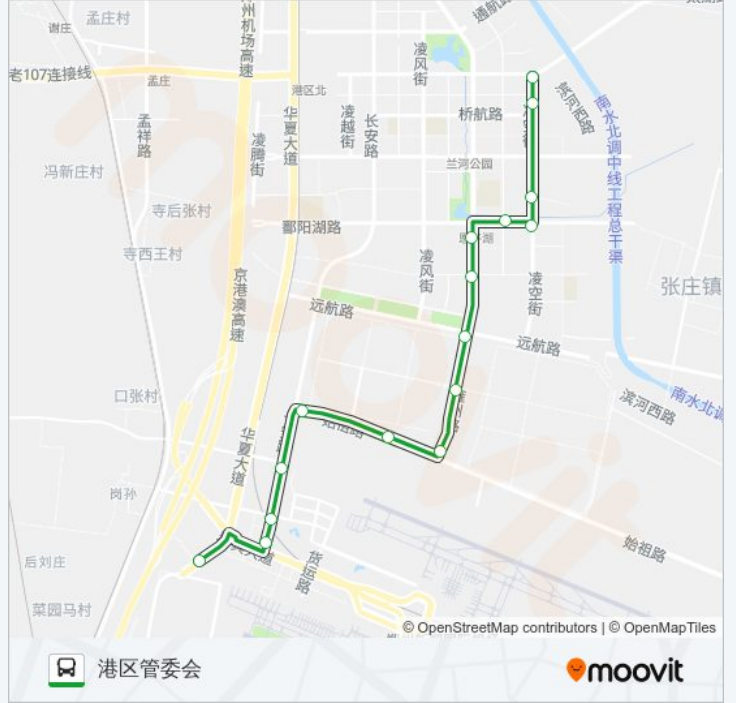 通航路
孟庄村
谢庄
州机场高速
凌风街
老107连接线
孟庄
港区北
滨河西路
南水北调中线工程总干渠
孟祥路
华夏大道
凌越街
长安路
桥航路
凌腾街
兰河公园
冯新庄村
寺后张村
鄱阳湖路
寺西王村
凌风街
凌空街
张庄镇
京港澳高速
远航路
远航路
口张村
滨河西路
南水北调
华夏大道
岗孙
始祖路
后刘庄
货运路
菜园马村
© OpenStreetMap contributors | © OpenMapTiles
港区管委会
moovit